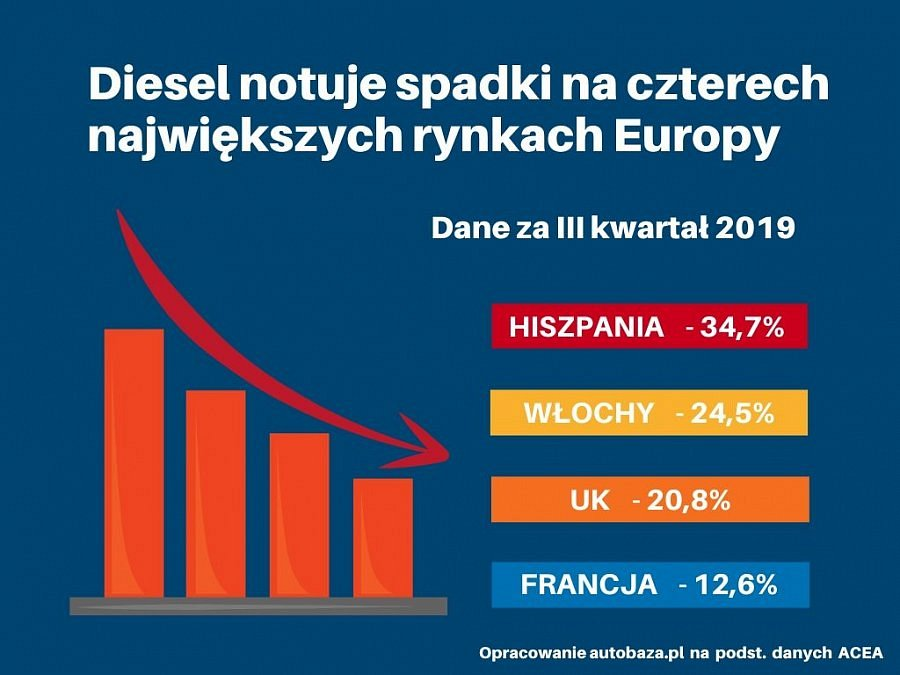 Diesel notuje spadki na czterech
największych rynkach Europy
Dane za III kwartał 2019
HISZPANIA - 34,7%
WŁOCHY - 24,5%
UK - 20,8%
FRANCJA - 12,6%
Opracowanie autobaza.pl na podst. danych ACEA